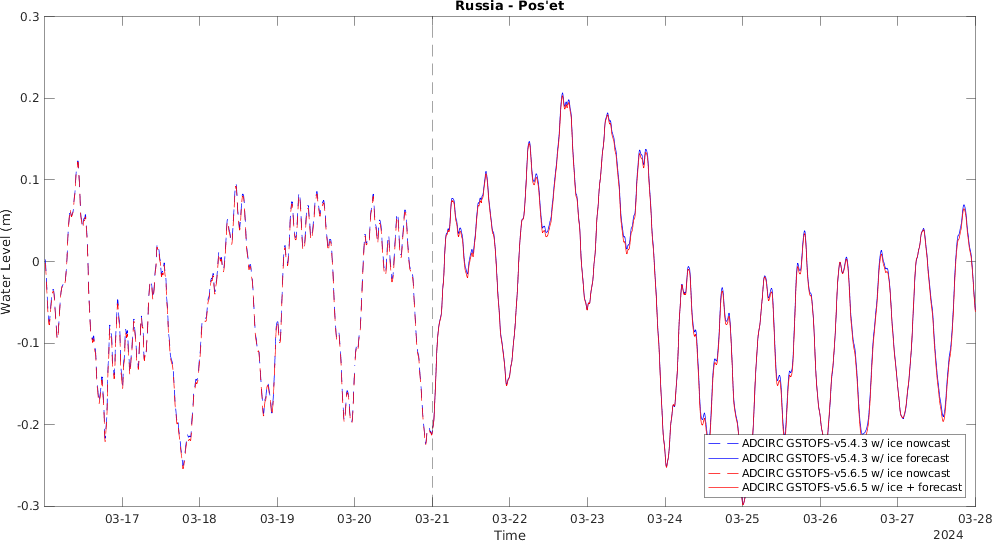 Russia - Pos'et
0.3
0.2
0.1
0
-0.1
-0.2
-0.3
Water Level (m)
ADCIRC GSTOFS-v5.4.3 w/ ice nowcast
ADCIRC GSTOFS-v5.4.3 w/ ice forecast
ADCIRC GSTOFS-v5.6.5 w/ ice nowcast
ADCIRC GSTOFS-v5.6.5 w/ ice + forecast
03-17 03-18 03-19 03-20 03-21 03-22 03-23 03-24 03-25 03-26 03-27 03-28
Time
2024